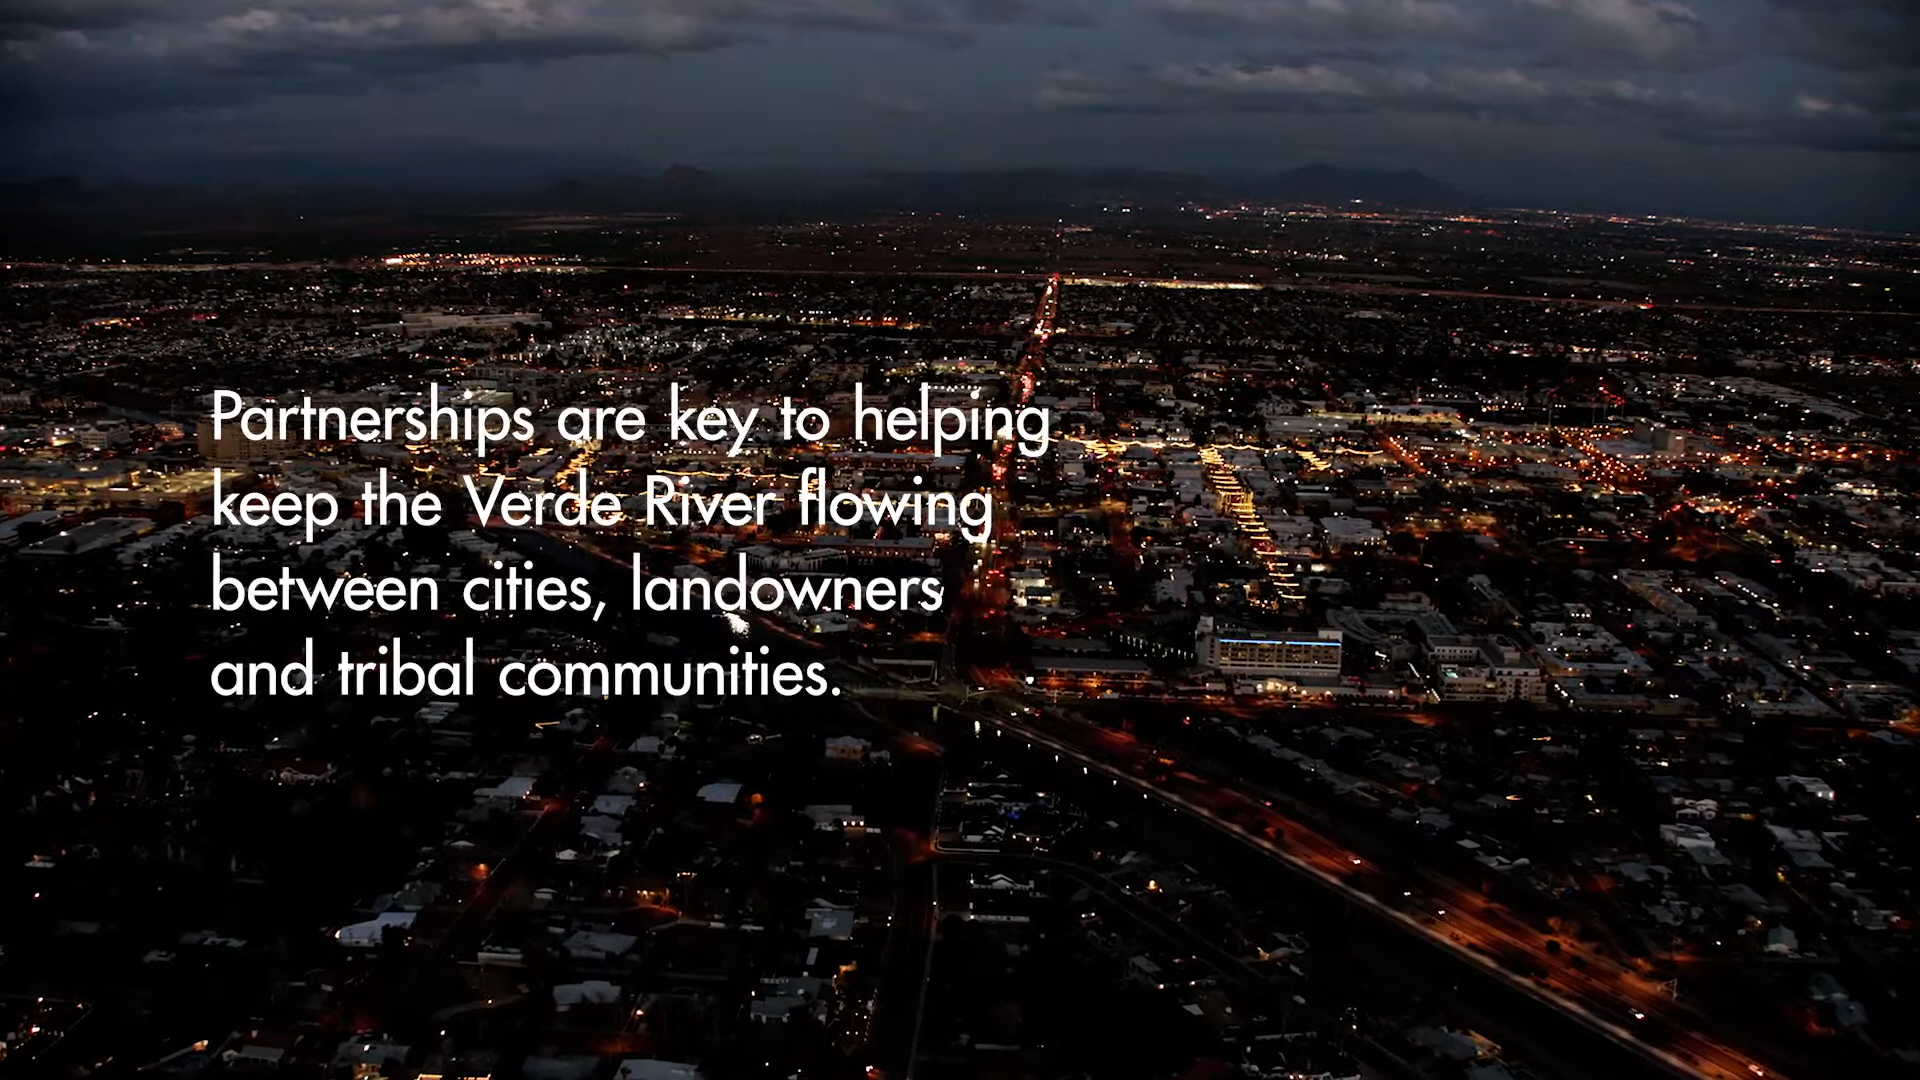 Partnerships are key to helping
keep the Verde River flowing
between cities, landowners
and tribal communities.